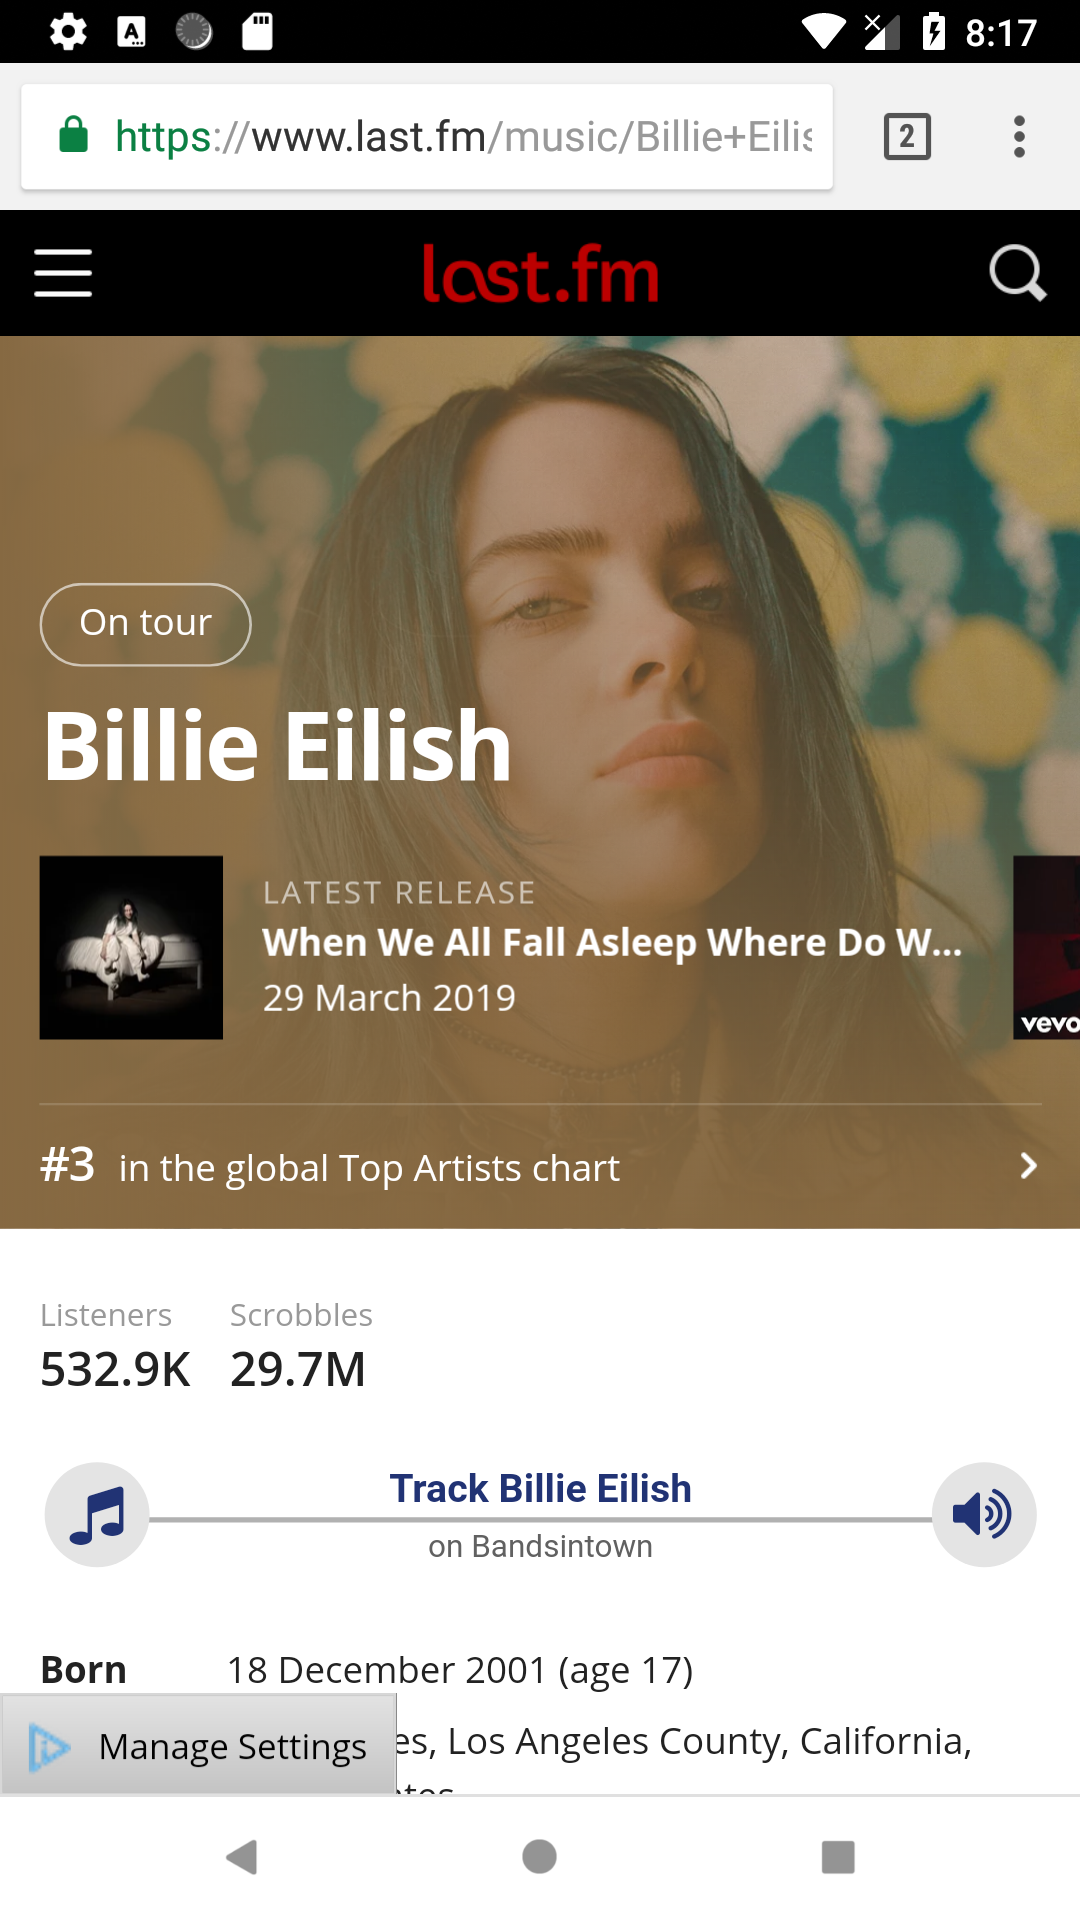 8:17
https://www.last.fm/music/Billie+Eilis
2
last.fm
On tour
Billie Eilish
LATEST RELEASE
When We All Fall Asleep Where Do W...
29 March 2019
vevo
#3 in the global Top Artists chart
Listeners Scrobbles
532.9K 29.7M
Track Billie Eilish
on Bandsintown
Born 18 December 2001 (age 17)
Manage Settings
es, Los Angeles County, California,